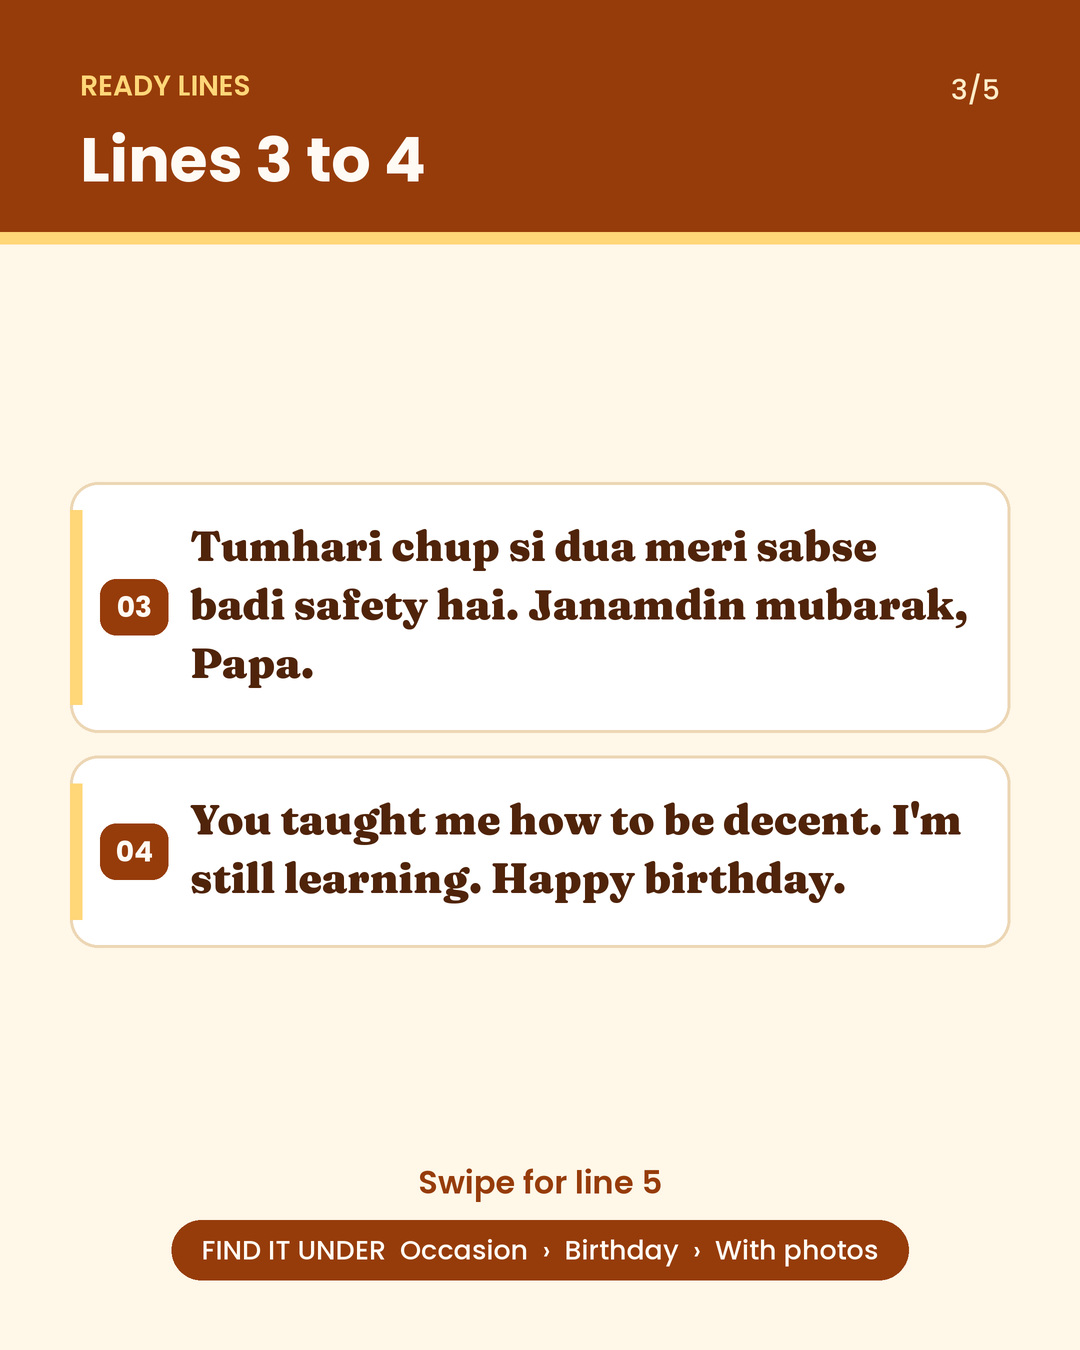 READY LINES
3/5
Lines 3 to 4
03
Tumhari chup si dua meri sabse
badi safety hai. Janamdin mubarak,
Papa.
04
You taught me how to be decent. I'm
still learning. Happy birthday.
Swipe for line 5
FIND IT UNDER Occasion › Birthday › With photos